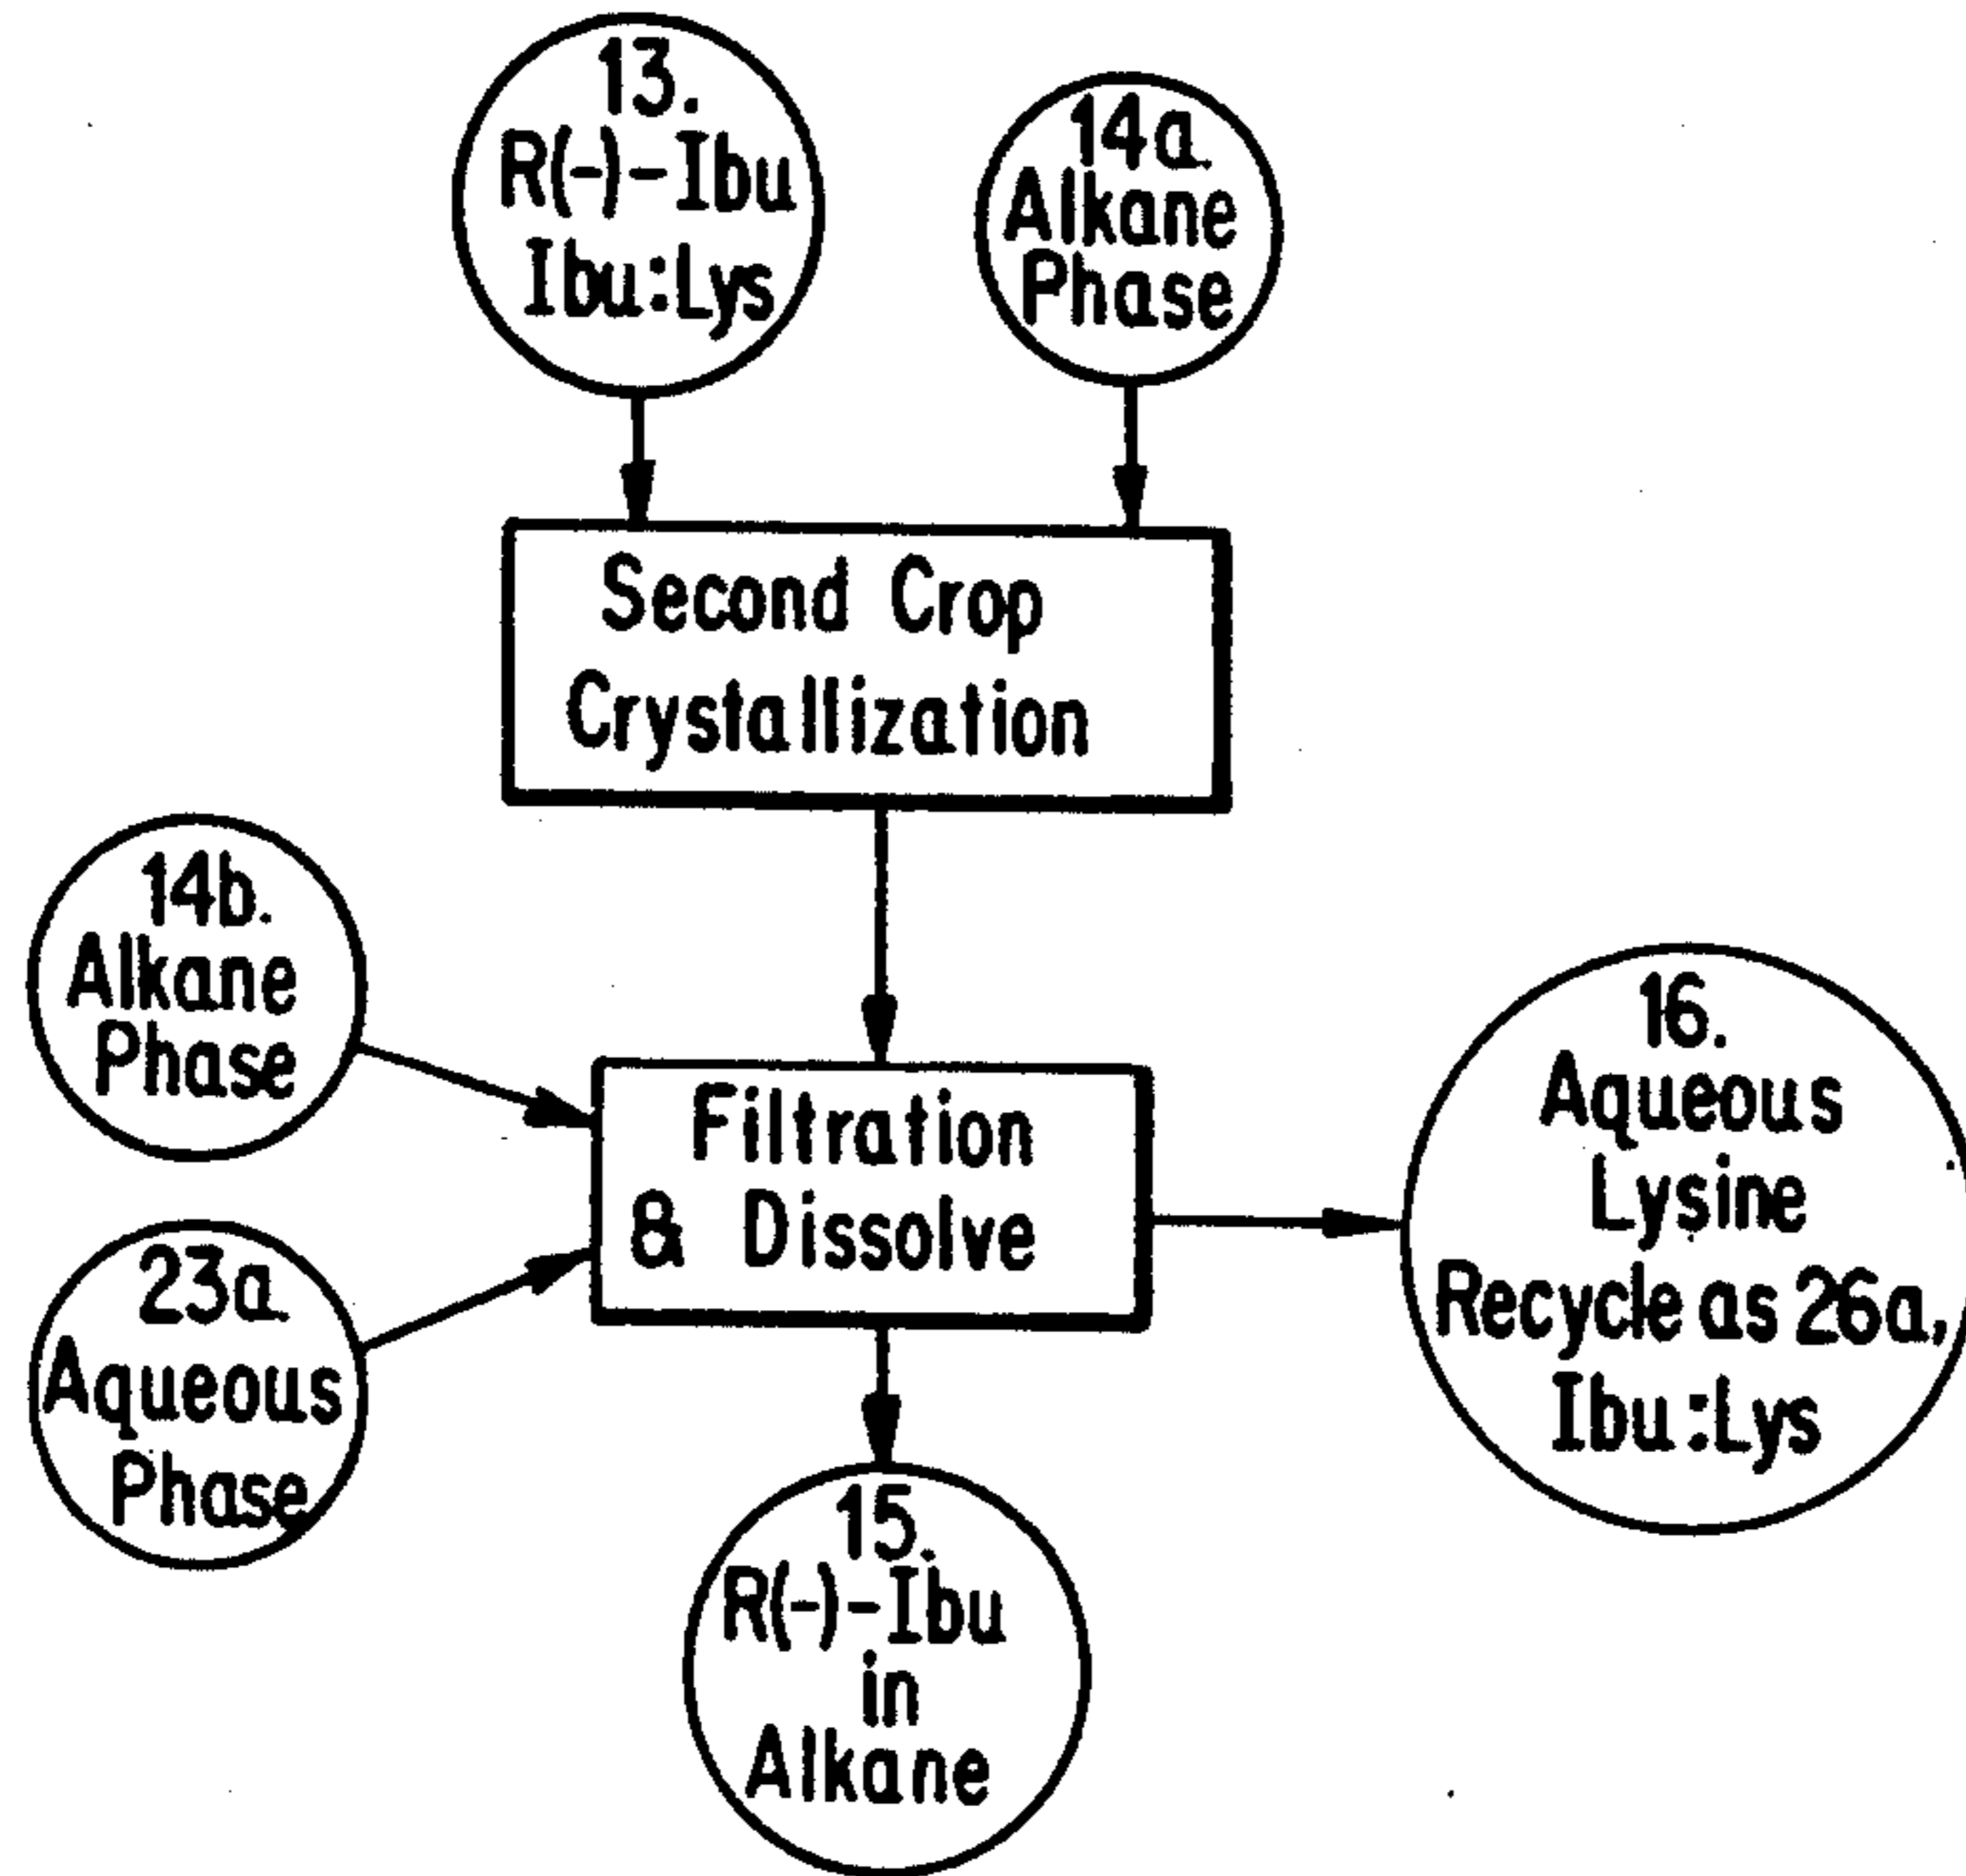 13.
R(-)-Ibu
Ibu:Lys
14a.
Alkane
Phase
Second Crop
Crystallization
14b.
Alkane
Phase
23a.
Aqueous
Phase
Filtration
& Dissolve
16.
Aqueous
Lysine
Recycle as 26a,
Ibu:Lys
15.
R(-)-Ibu
in
Alkane